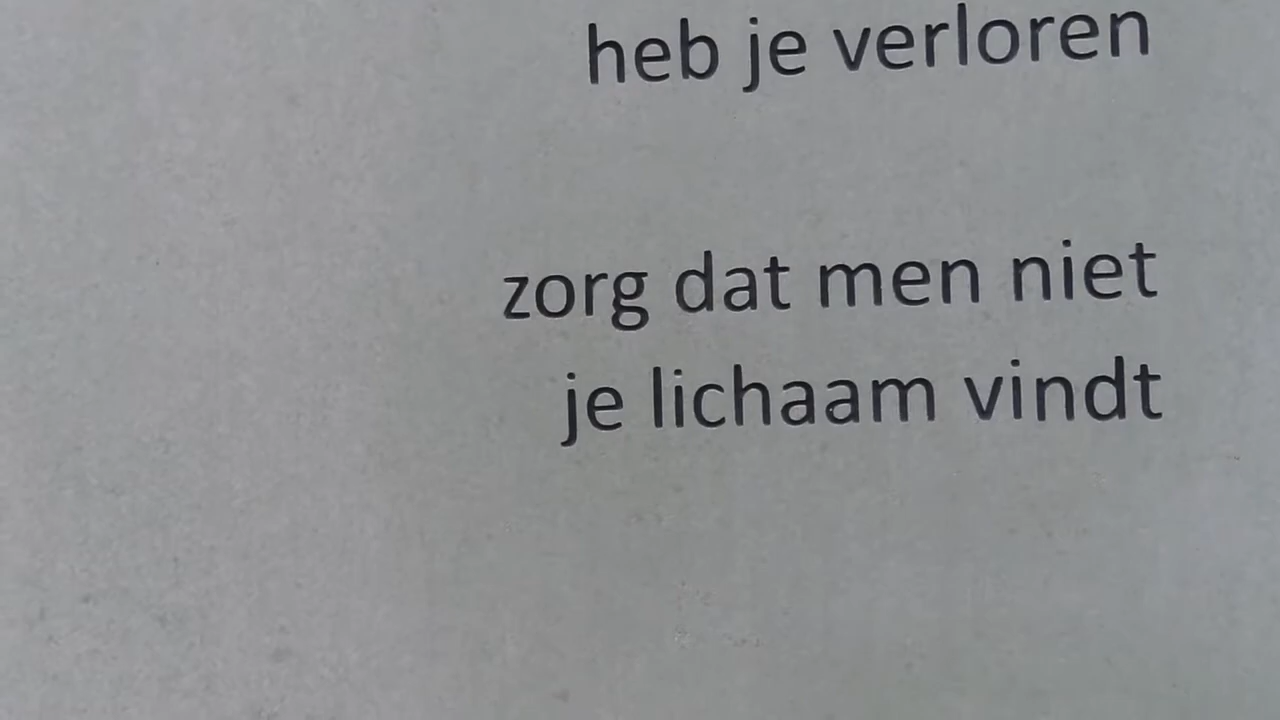 heb je verloren
zorg dat men niet
je lichaam vindt